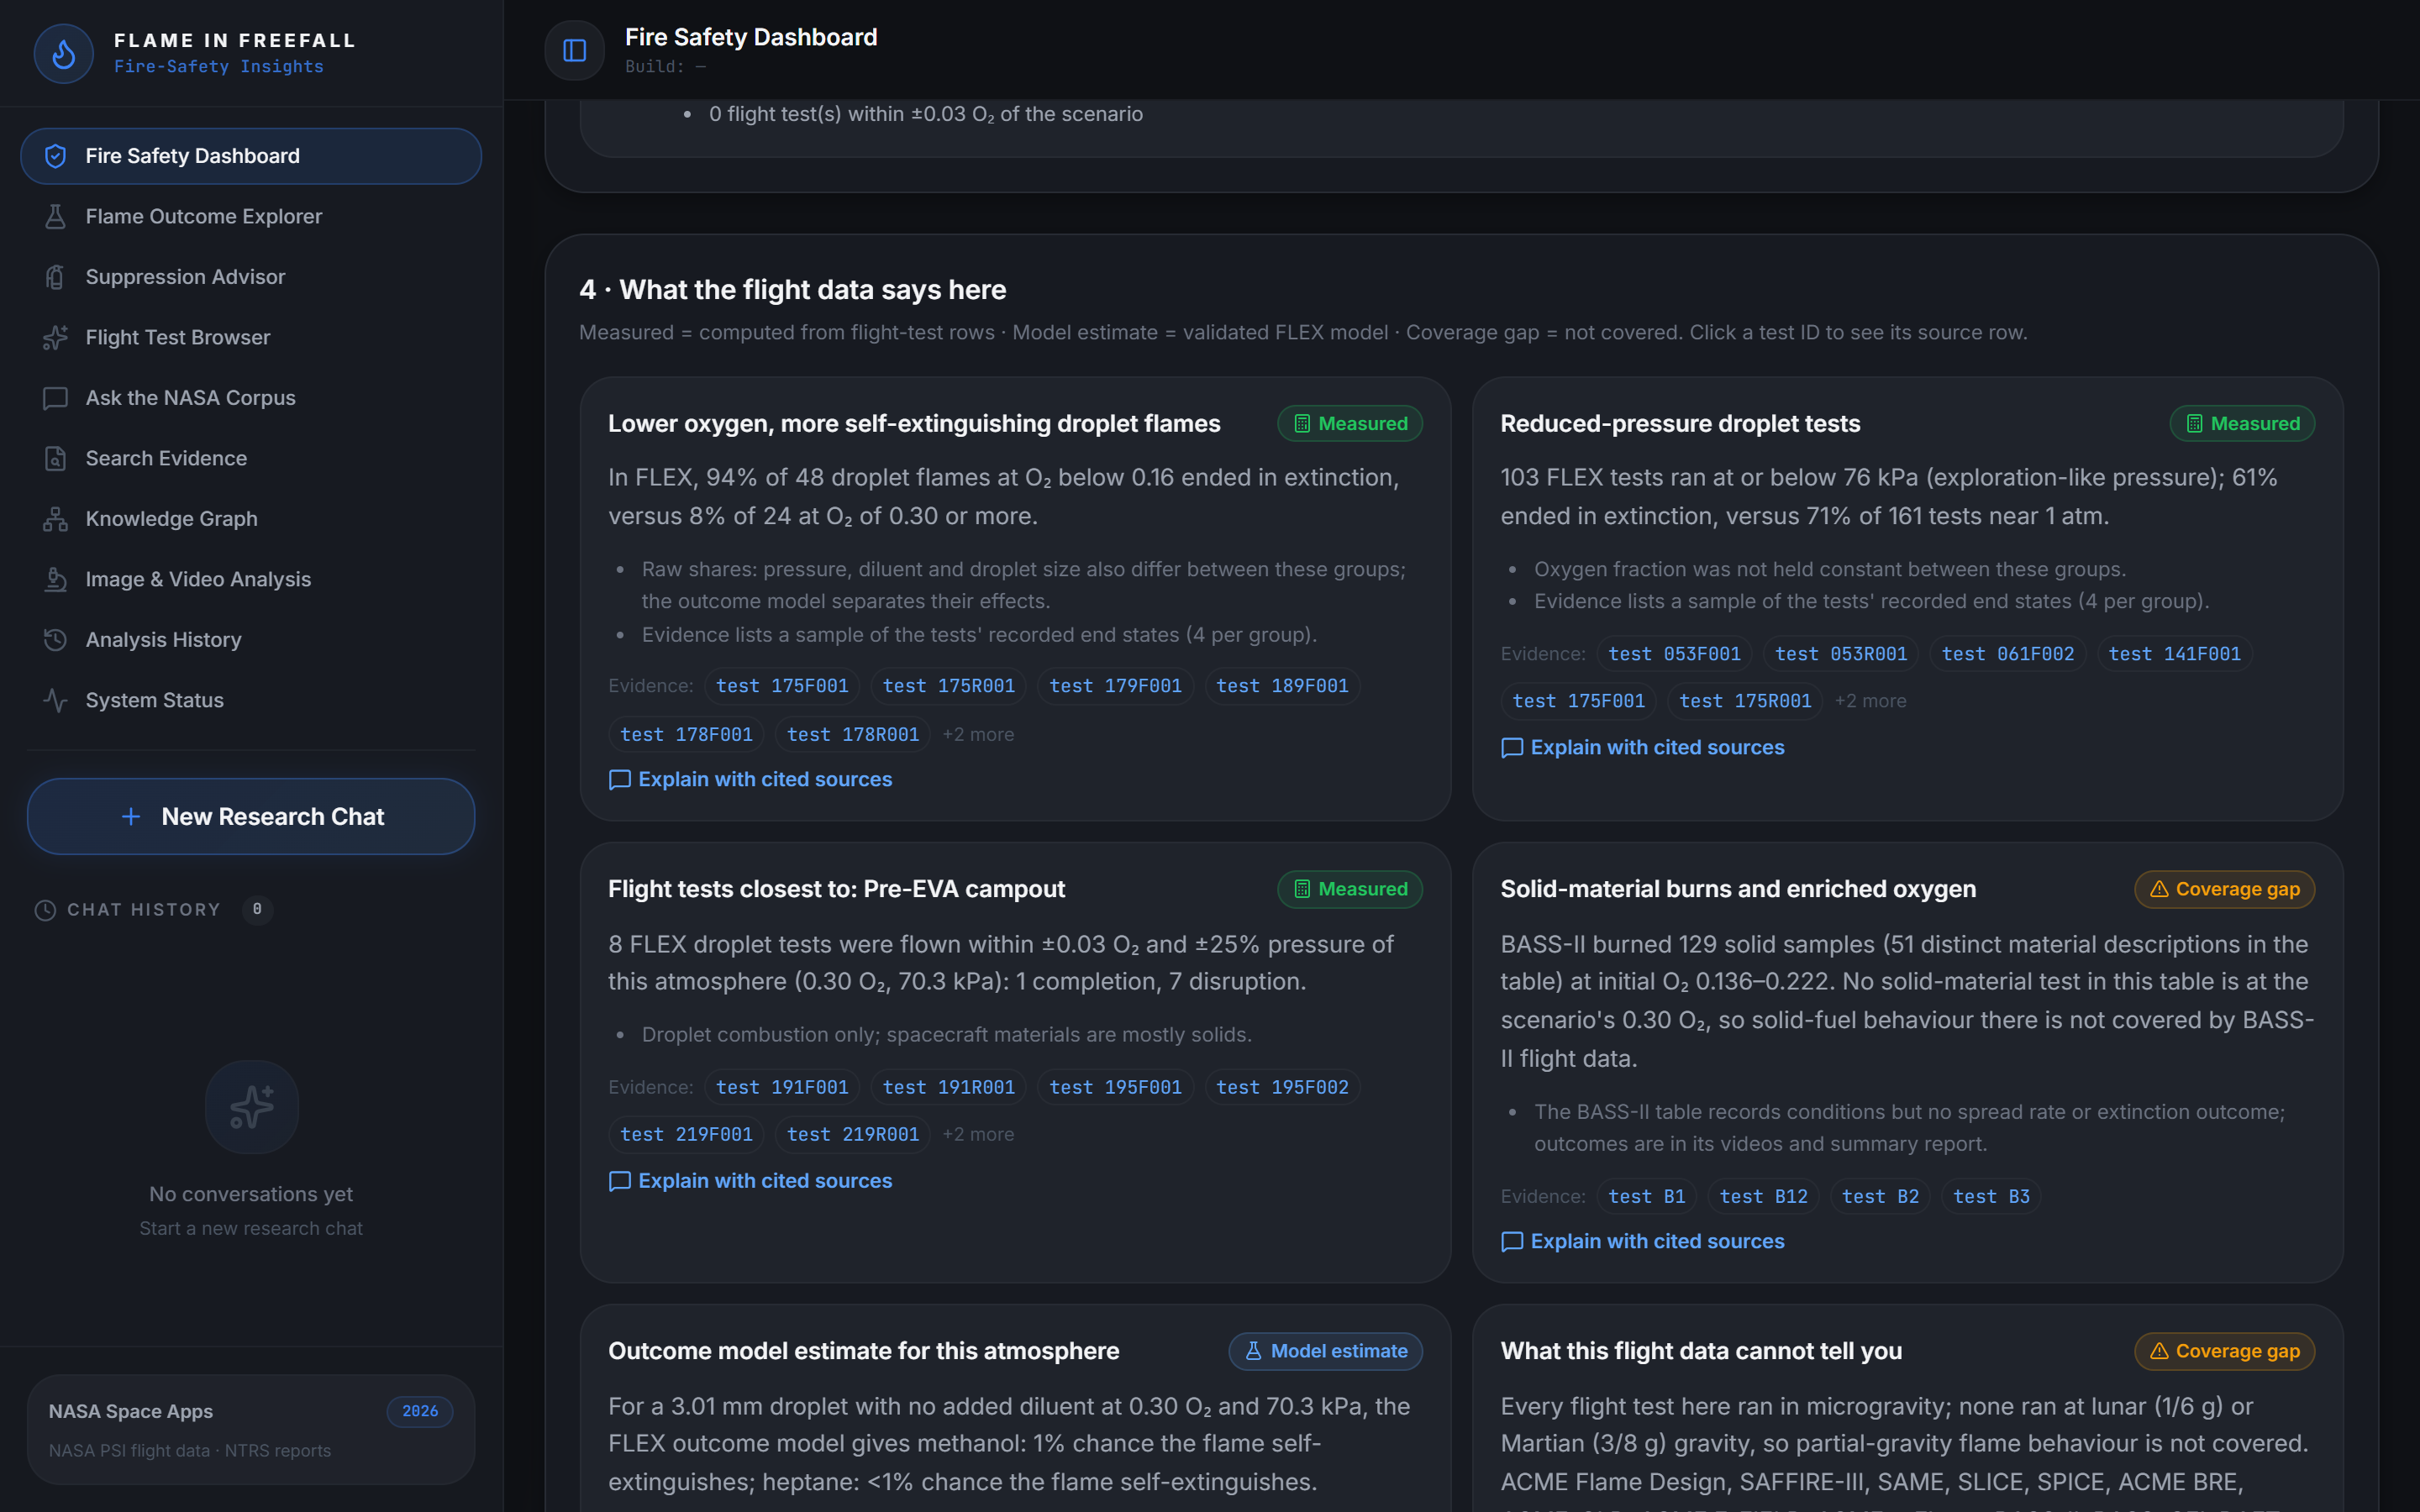 FLAME IN FREEFALL
Fire-Safety Insights
Fire Safety Dashboard
Flame Outcome Explorer
Suppression Advisor
Flight Test Browser
Ask the NASA Corpus
Search Evidence
Knowledge Graph
Image & Video Analysis
Analysis History
System Status
New Research Chat
CHAT HISTORY 0
No conversations yet
Start a new research chat
NASA Space Apps 2026
NASA PSI flight data · NTRS reports
Fire Safety Dashboard
Build: —
• 0 flight test(s) within ±0.03 O₂ of the scenario
4 · What the flight data says here
Measured = computed from flight-test rows · Model estimate = validated FLEX model · Coverage gap = not covered. Click a test ID to see its source row.
Lower oxygen, more self-extinguishing droplet flames Measured
In FLEX, 94% of 48 droplet flames at O₂ below 0.16 ended in extinction,
versus 8% of 24 at O₂ of 0.30 or more.
• Raw shares: pressure, diluent and droplet size also differ between these groups;
the outcome model separates their effects.
• Evidence lists a sample of the tests' recorded end states (4 per group).
Evidence: test 175F001 test 175R001 test 179F001 test 189F001
test 178F001 test 178R001 +2 more
Explain with cited sources
Reduced-pressure droplet tests Measured
103 FLEX tests ran at or below 76 kPa (exploration-like pressure); 61%
ended in extinction, versus 71% of 161 tests near 1 atm.
• Oxygen fraction was not held constant between these groups.
• Evidence lists a sample of the tests' recorded end states (4 per group).
Evidence: test 053F001 test 053R001 test 061F002 test 141F001
test 175F001 test 175R001 +2 more
Explain with cited sources
Flight tests closest to: Pre-EVA campout Measured
8 FLEX droplet tests were flown within ±0.03 O₂ and ±25% pressure of
this atmosphere (0.30 O₂, 70.3 kPa): 1 completion, 7 disruption.
• Droplet combustion only; spacecraft materials are mostly solids.
Evidence: test 191F001 test 191R001 test 195F001 test 195F002
test 219F001 test 219R001 +2 more
Explain with cited sources
Solid-material burns and enriched oxygen Coverage gap
BASS-II burned 129 solid samples (51 distinct material descriptions in the
table) at initial O₂ 0.136–0.222. No solid-material test in this table is at the
scenario's 0.30 O₂, so solid-fuel behaviour there is not covered by BASS-
II flight data.
• The BASS-II table records conditions but no spread rate or extinction outcome;
outcomes are in its videos and summary report.
Evidence: test B1 test B12 test B2 test B3
Explain with cited sources
Outcome model estimate for this atmosphere Model estimate
For a 3.01 mm droplet with no added diluent at 0.30 O₂ and 70.3 kPa, the
FLEX outcome model gives methanol: 1% chance the flame self-
extinguishes; heptane: <1% chance the flame self-extinguishes.
What this flight data cannot tell you Coverage gap
Every flight test here ran in microgravity; none ran at lunar (1/6 g) or
Martian (3/8 g) gravity, so partial-gravity flame behaviour is not covered.
ACME Flame Design, SAFFIRE-III, SAME, SLICE, SPICE, ACME BRE,